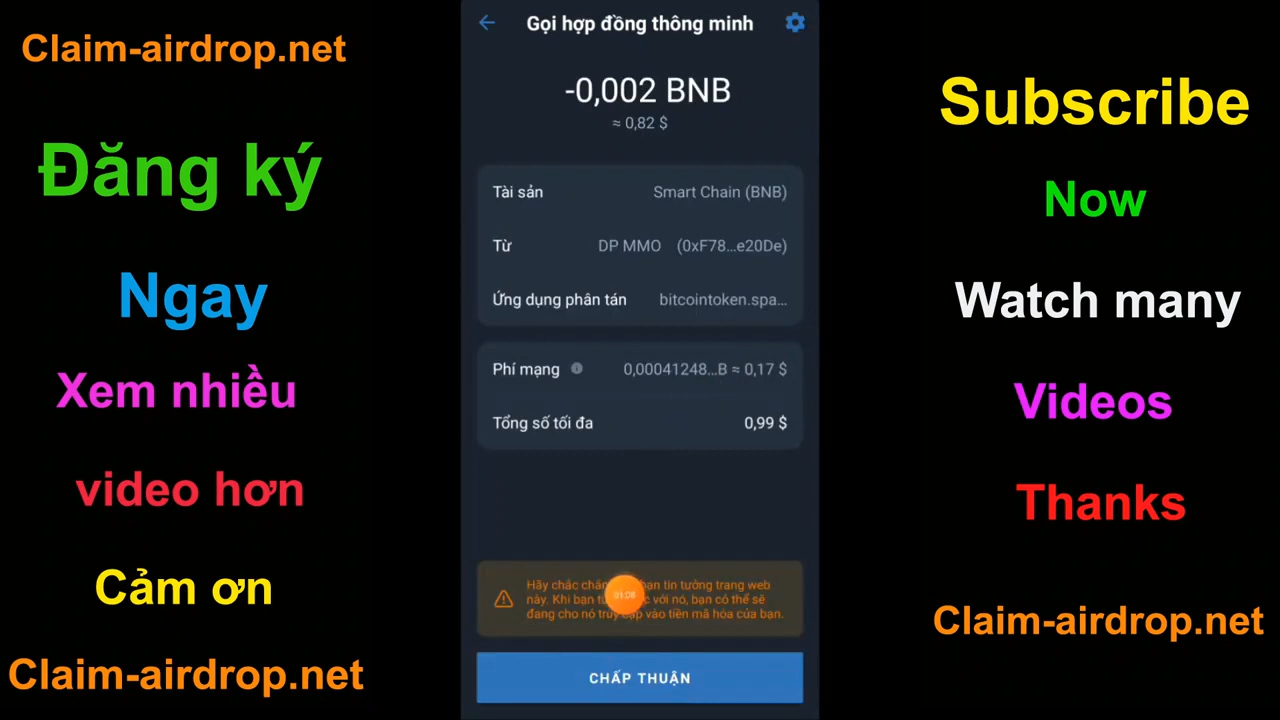 Claim-airdrop.net
Đăng ký
Ngay
Xem nhiều
video hơn
Cảm ơn
Claim-airdrop.net
Gọi hợp đồng thông minh
-0,002 BNB
≈ 0,82 $
Tài sản Smart Chain (BNB)
Từ DP MMO (0xF78...e20De)
Ứng dụng phân tán bitcointoken.spa...
Phí mạng 0,00041248...B ≈ 0,17 $
Tổng số tối đa 0,99 $
Hãy chắc chắn bạn tin tưởng trang web
này. Khi bạn với nó, bạn có thể sẽ
đang cho nó truy cập vào tiền mã hóa của bạn.
01:08
CHẤP THUẬN
Subscribe
Now
Watch many
Videos
Thanks
Claim-airdrop.net